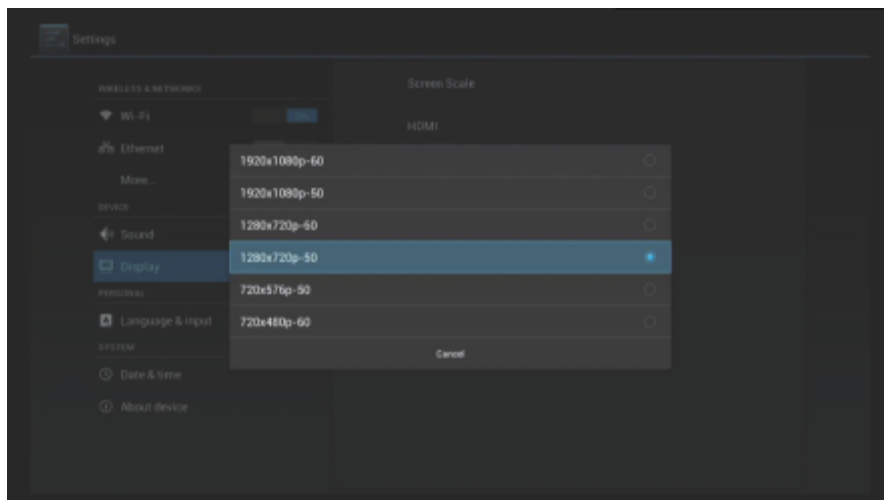 Settings
WIRELESS & NETWORKS
Wi-Fi
ON
Ethernet
More...
DEVICE
Sound
Display
PERSONAL
Language & input
SYSTEM
Date & time
About device
Screen Scale
HDMI
1920x1080p-60
1920x1080p-50
1280x720p-60
1280x720p-50
720x576p-50
720x480p-60
Cancel